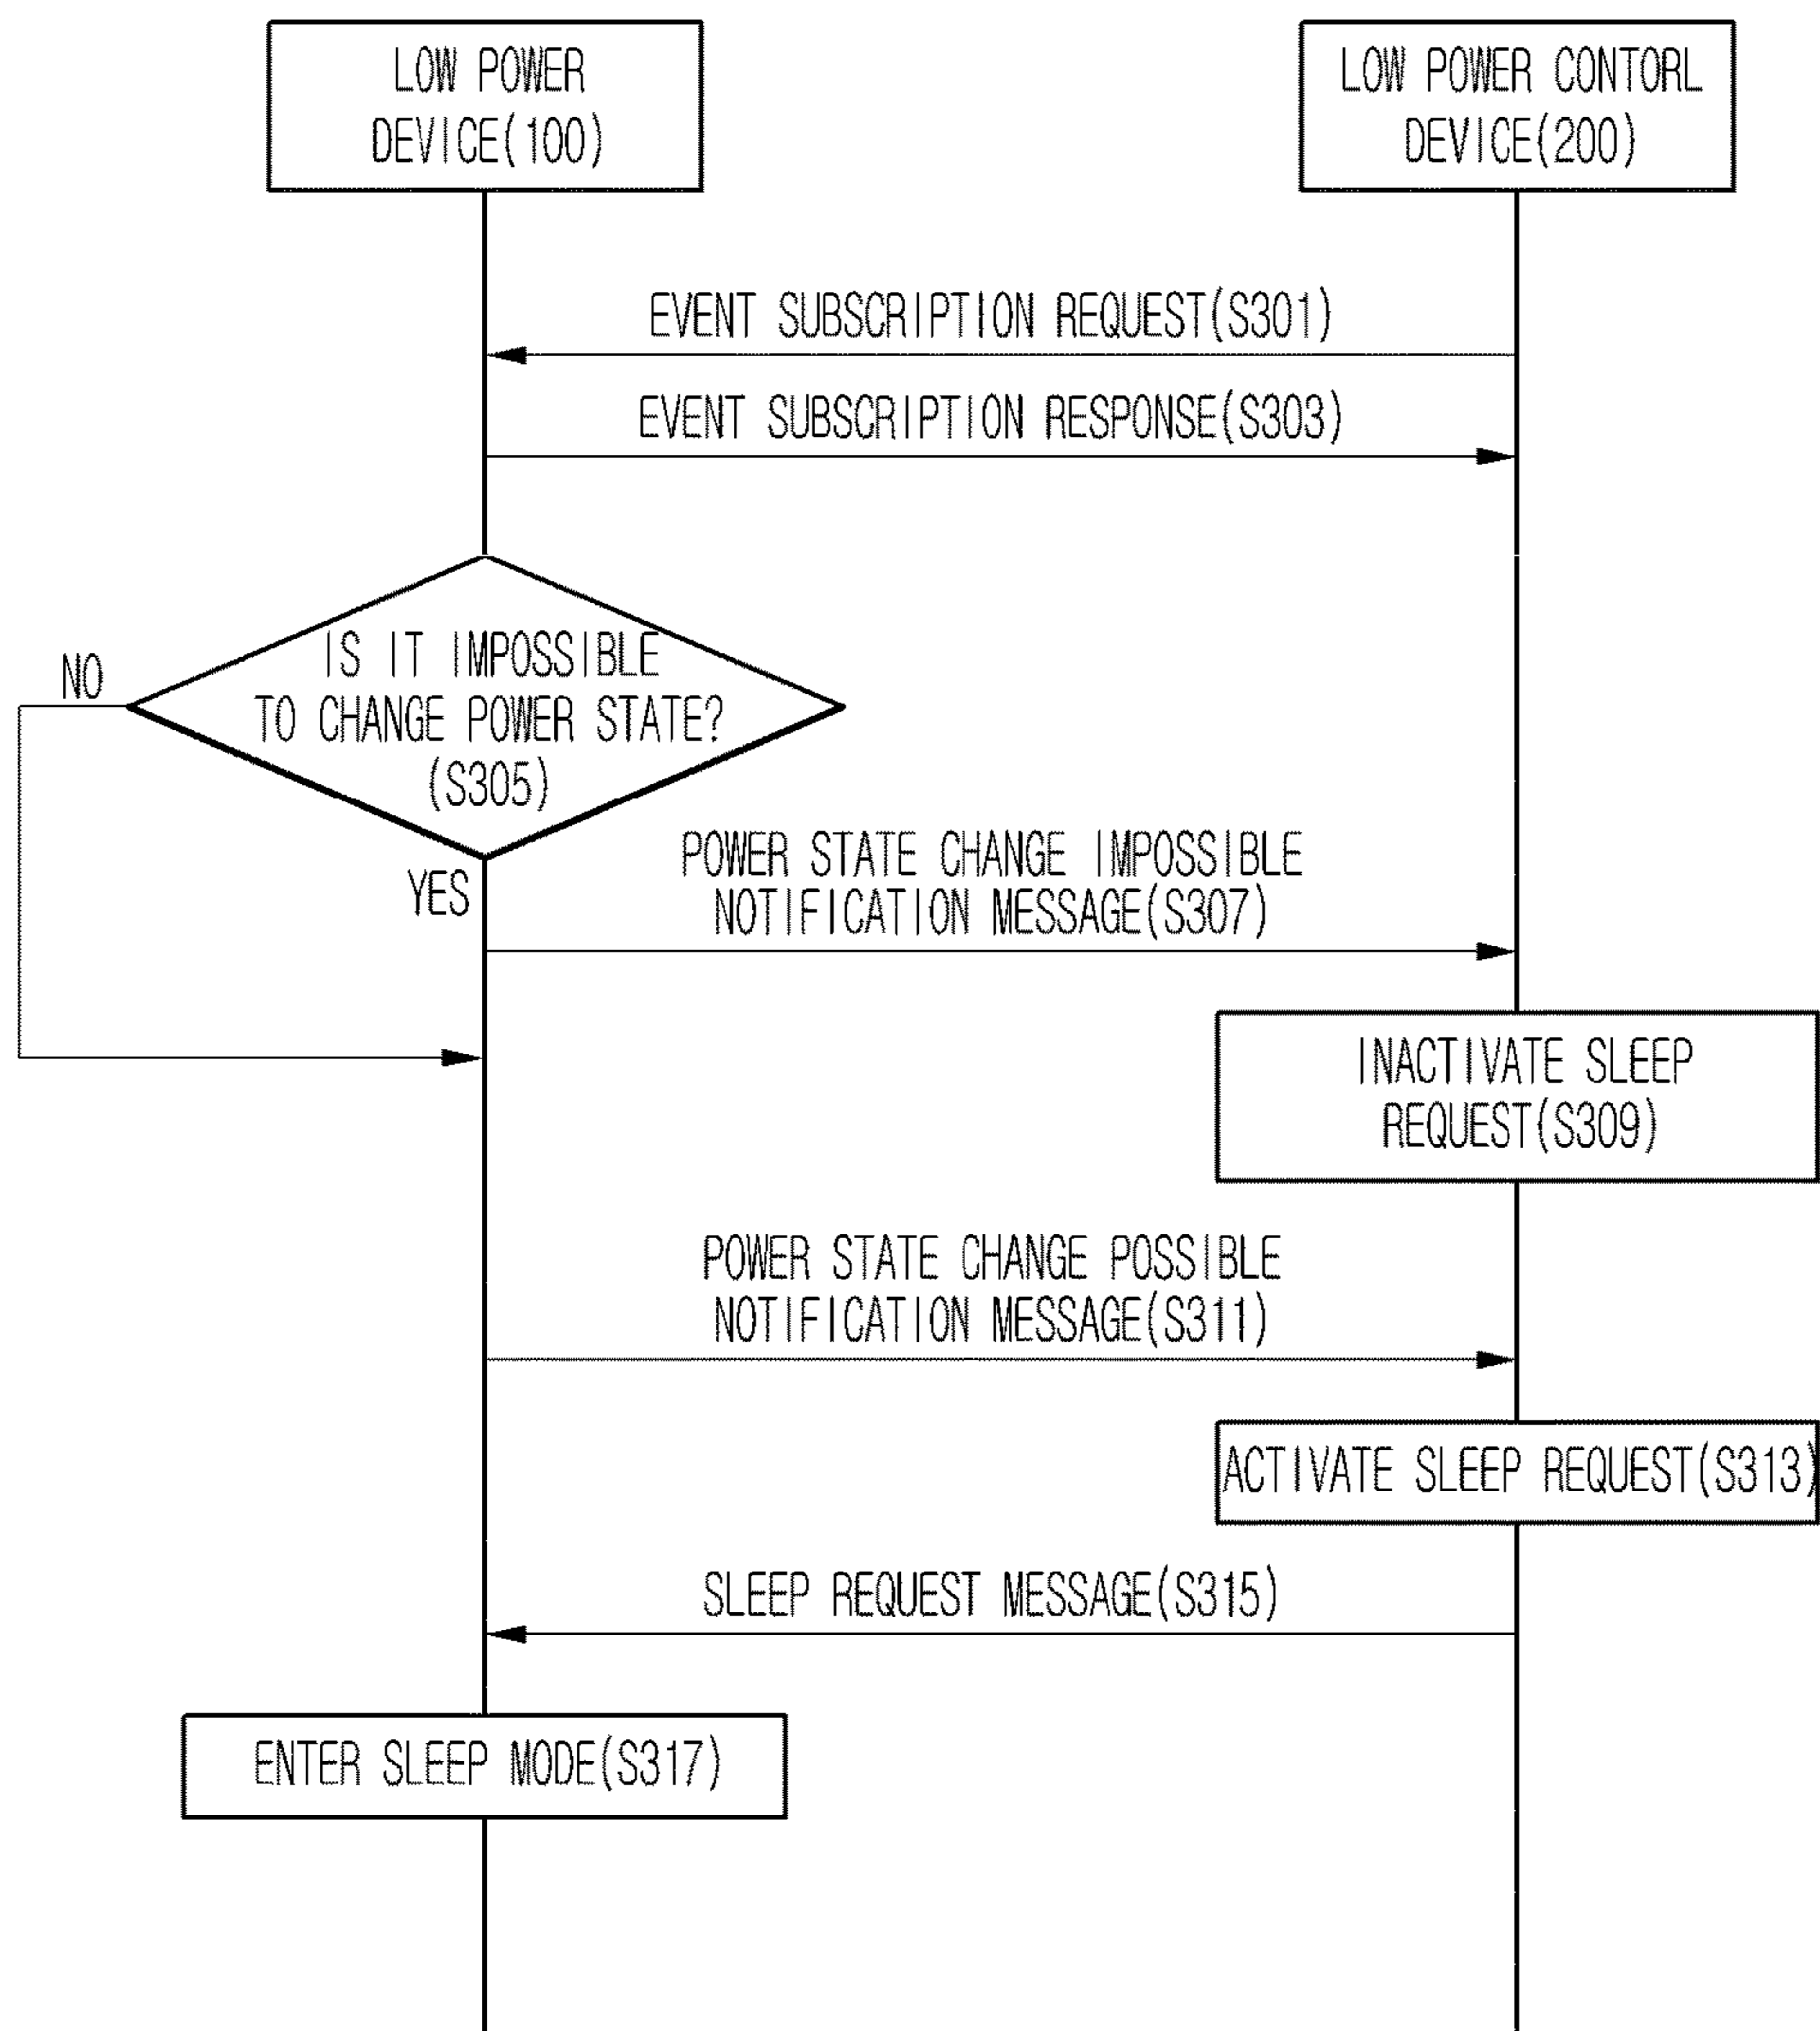 LOW POWER
DEVICE(100)
LOW POWER CONTORL
DEVICE(200)
EVENT SUBSCRIPTION REQUEST(S301)
EVENT SUBSCRIPTION RESPONSE(S303)
IS IT IMPOSSIBLE
TO CHANGE POWER STATE?
(S305)
NO
YES
POWER STATE CHANGE IMPOSSIBLE
NOTIFICATION MESSAGE(S307)
INACTIVATE SLEEP
REQUEST(S309)
POWER STATE CHANGE POSSIBLE
NOTIFICATION MESSAGE(S311)
ACTIVATE SLEEP REQUEST(S313)
SLEEP REQUEST MESSAGE(S315)
ENTER SLEEP MODE(S317)